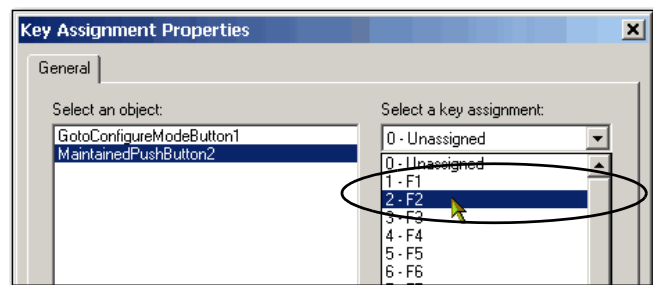 Key Assignment Properties
General
Select an object:
GotoConfigureModeButton1
MaintainedPushButton2
Select a key assignment:
0 - Unassigned
0 - Unassigned
1 - F1
2 - F2
3 - F3
4 - F4
5 - F5
6 - F6